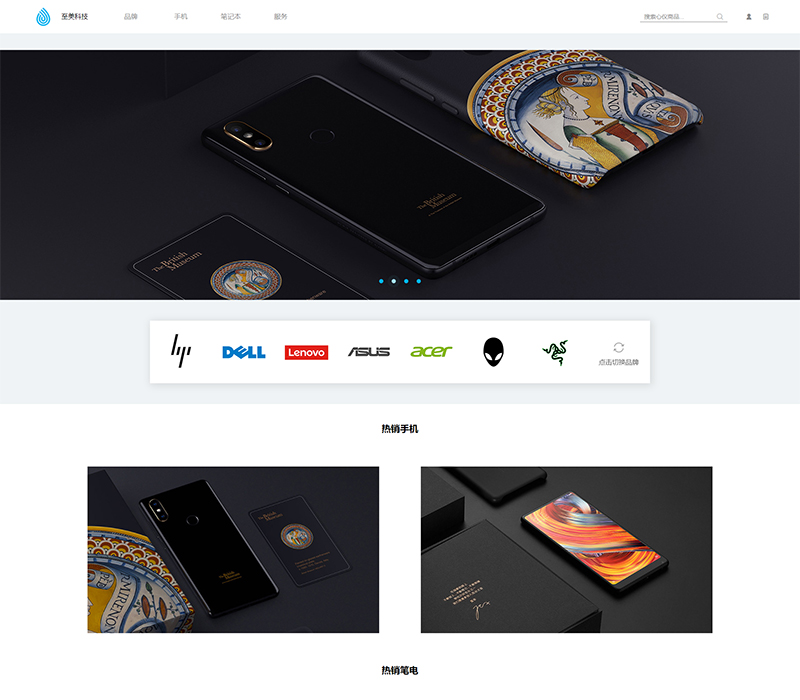 至美科技
品牌
手机
笔记本
服务
搜索心仪商品...
MIRENON
The British
Museum
The British
Museum
hp
DELL
Lenovo
ASUS
acer
点击切换品牌
热销手机
MIRENON
The British
Museum
热销笔电